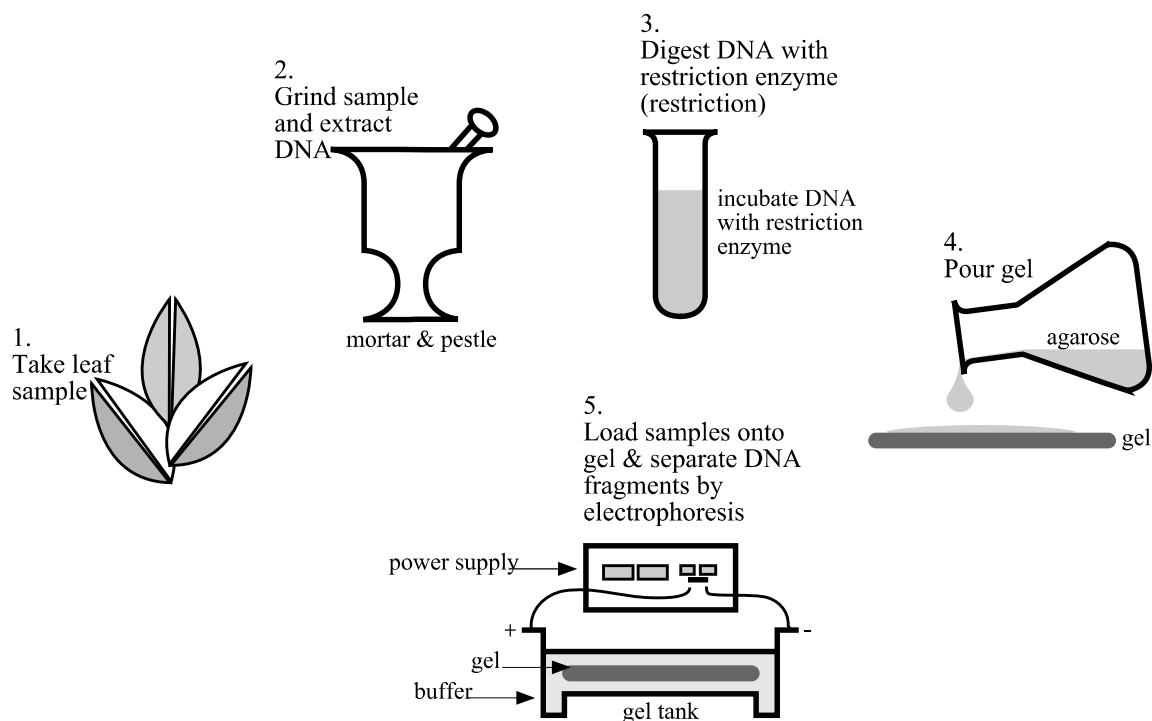 1.
Take leaf
sample
2.
Grind sample
and extract
DNA
mortar & pestle
3.
Digest DNA with
restriction enzyme
(restriction)
incubate DNA
with restriction
enzyme
4.
Pour gel
agarose
gel
5.
Load samples onto
gel & separate DNA
fragments by
electrophoresis
power supply
+
-
gel
buffer
gel tank